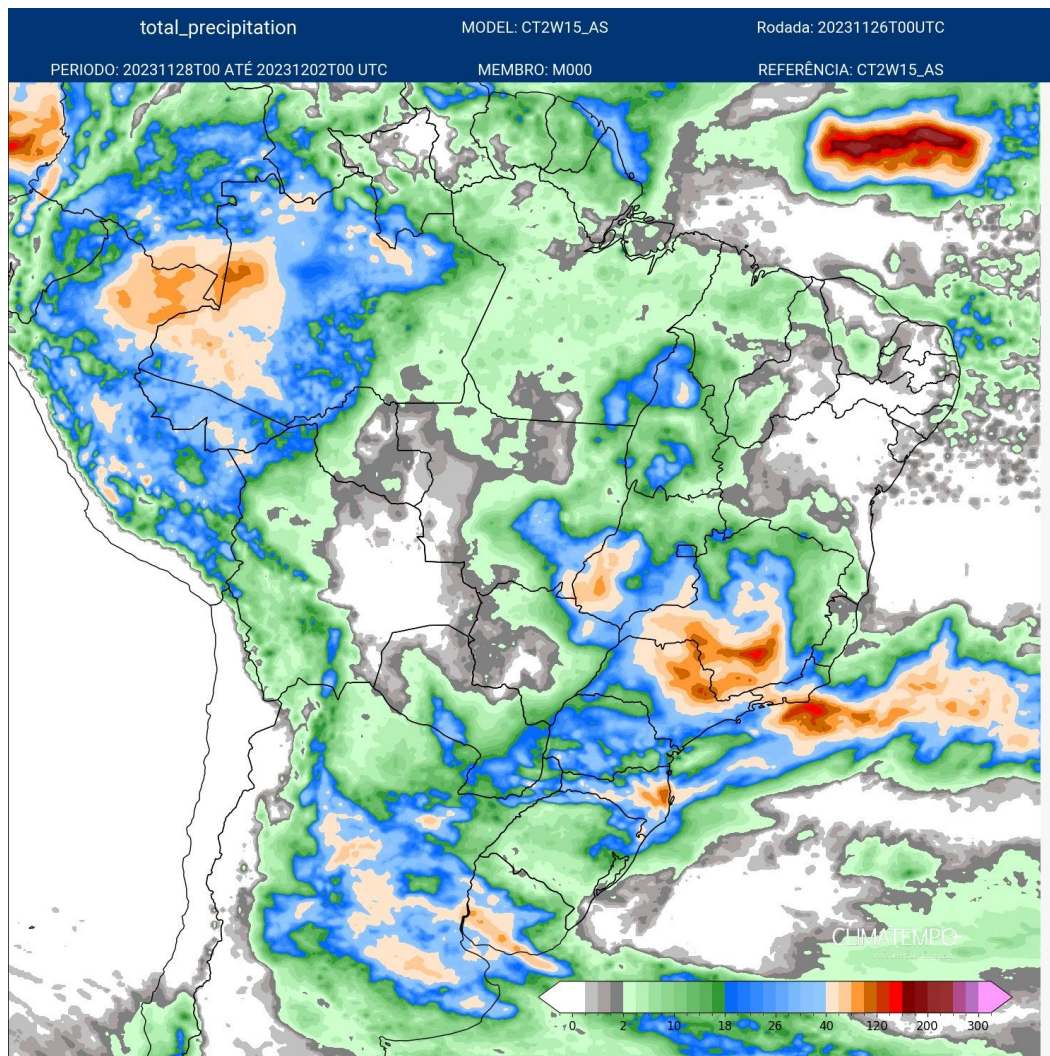 total_precipitation MODEL: CT2W15_AS Rodada: 20231126T00UTC
PERIODO: 20231128T00 ATÉ 20231202T00 UTC MEMBRO: M000 REFERÊNCIA: CT2W15_AS
CLIMATEMPO
0 2 10 18 26 40 120 200 300